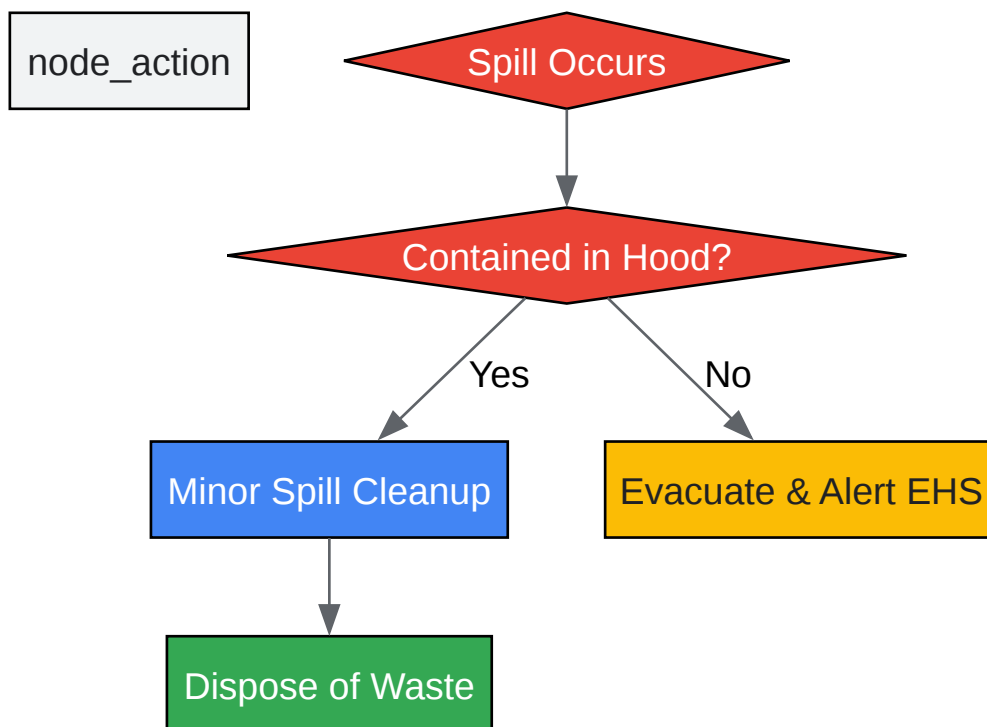 node_action
Spill Occurs
Contained in Hood?
Yes
No
Minor Spill Cleanup
Evacuate & Alert EHS
Dispose of Waste